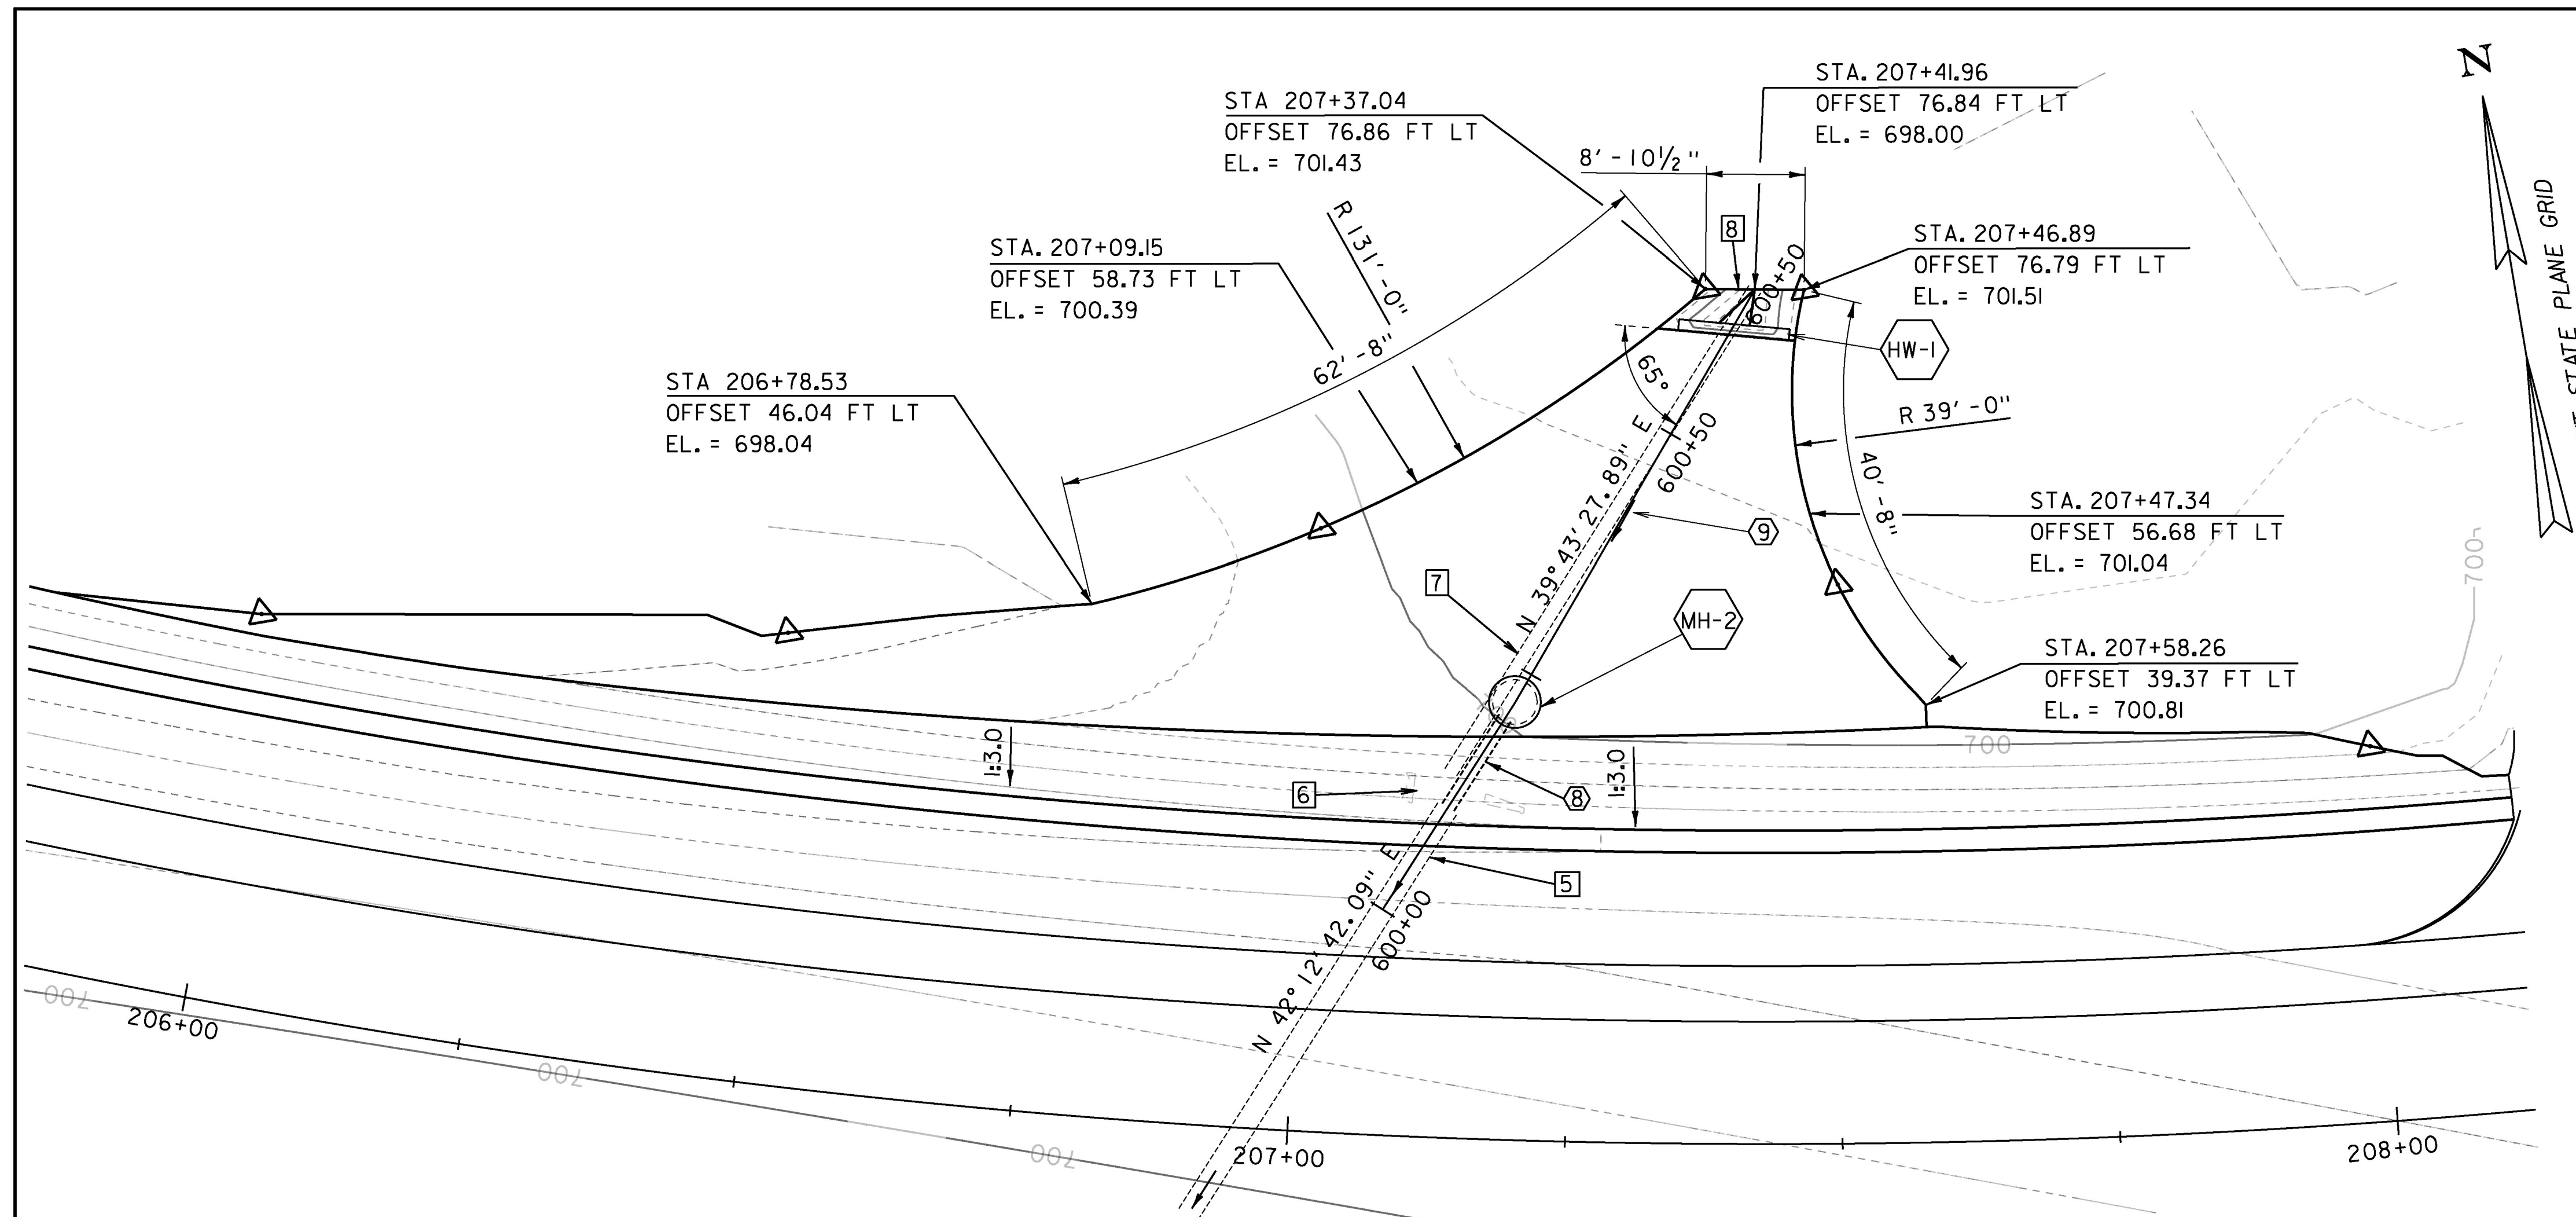 STA. 207+41.96
OFFSET 76.84 FT LT
EL. = 698.00
STA 207+37.04
OFFSET 76.86 FT LT
EL. = 701.43
8'-10½"
N
STATE PLANE GRID
STA. 207+09.15
OFFSET 58.73 FT LT
EL. = 700.39
R 131'-0"
62'-8"
8
600+50
STA. 207+46.89
OFFSET 76.79 FT LT
EL. = 701.51
HW-1
STA 206+78.53
OFFSET 46.04 FT LT
EL. = 698.04
65°
R 39'-0"
40'-8"
N 39°43'27.89" E
600+50
9
STA. 207+47.34
OFFSET 56.68 FT LT
EL. = 701.04
700
7
MH-2
STA. 207+58.26
OFFSET 39.37 FT LT
EL. = 700.81
700
1:3.0
6
8
1:3.0
5
N 42°12'42.09" E
600+00
700
206+00
700
700
207+00
208+00